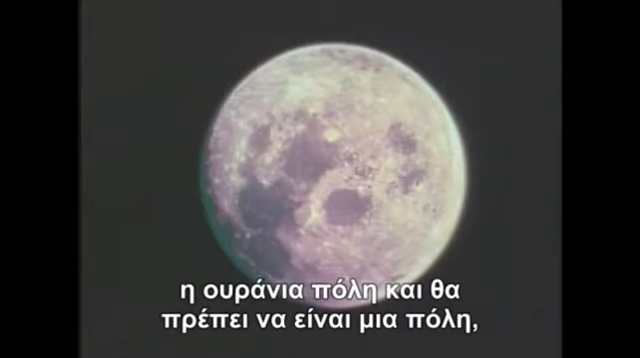 η ουράνια πόλη και θα
πρέπει να είναι μια πόλη,